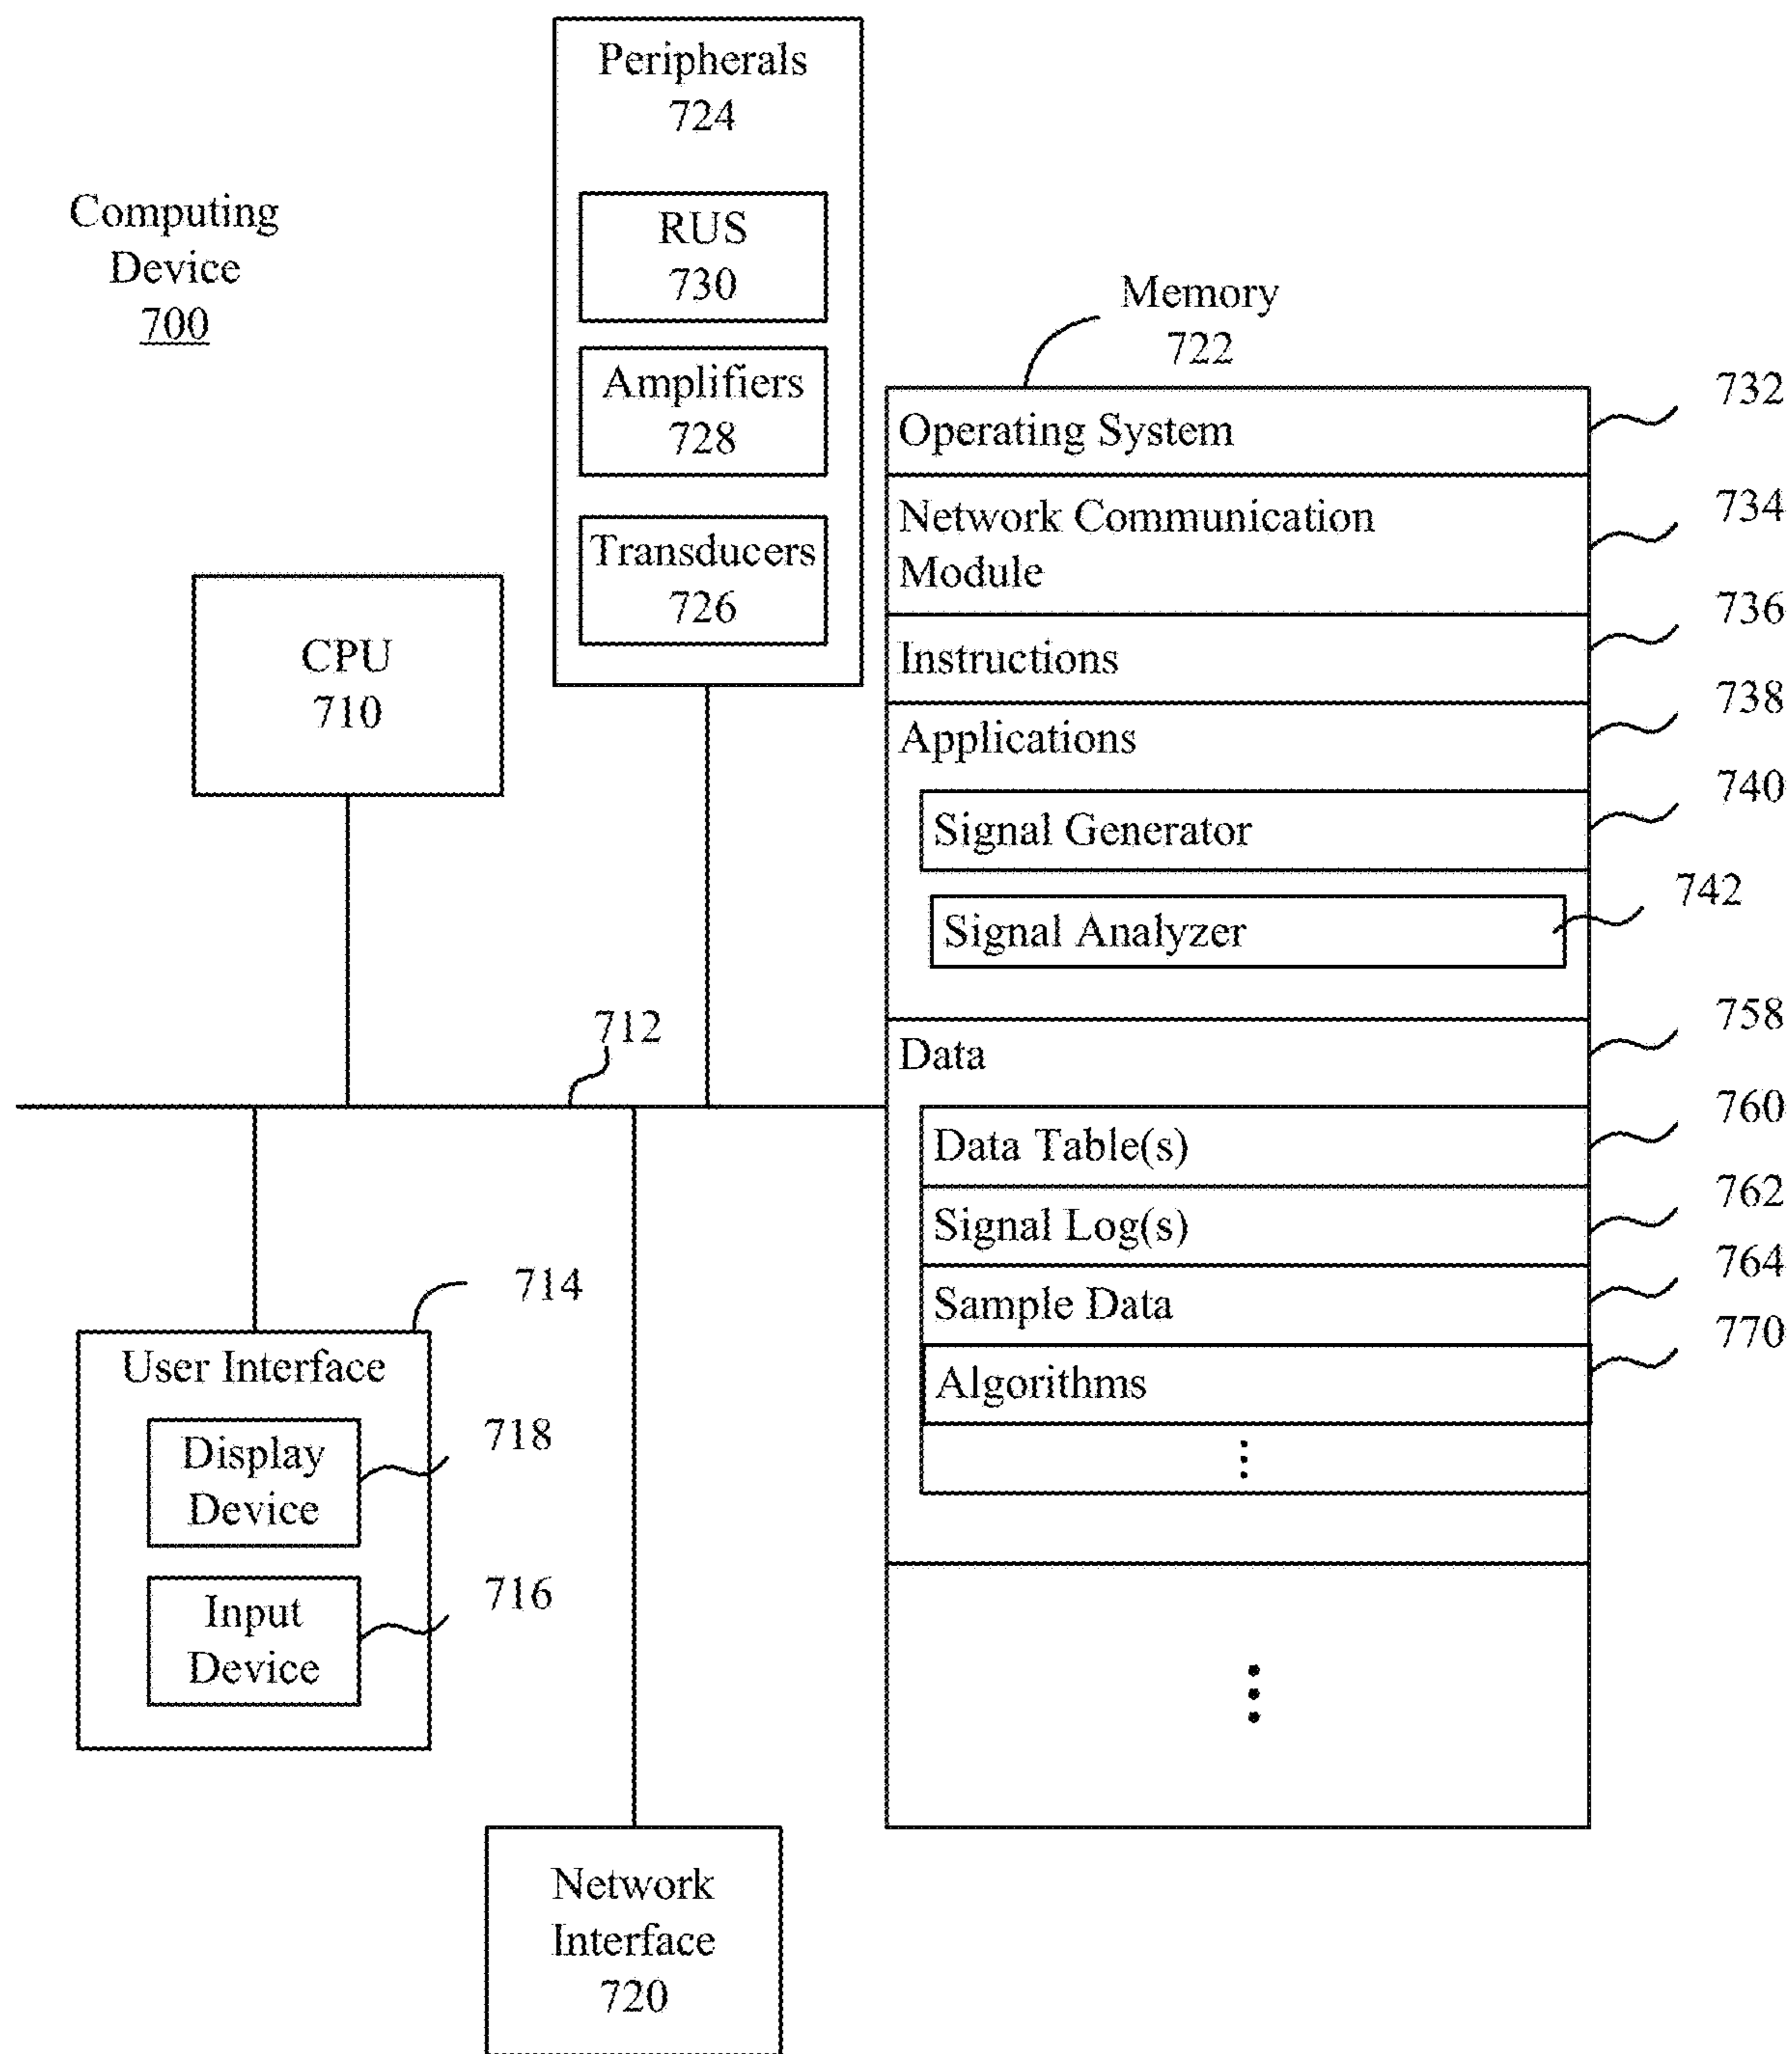 Computing
Device
700
Peripherals
724
RUS
730
Amplifiers
728
Transducers
726
CPU
710
Memory
722
Operating System
732
Network Communication
Module
734
Instructions
736
Applications
738
Signal Generator
740
Signal Analyzer
742
Data
758
Data Table(s)
760
Signal Log(s)
762
Sample Data
764
Algorithms
770
712
714
User Interface
Display
Device
718
Input
Device
716
Network
Interface
720